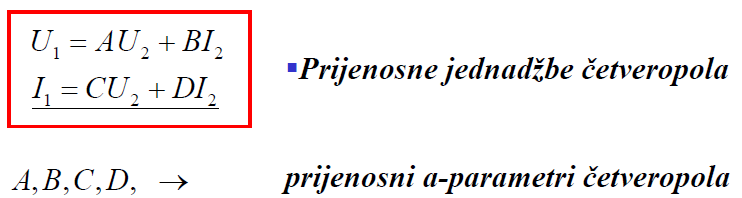 U₁ = AU₂ + BI₂
I₁ = CU₂ + DI₂
▪Prijenosne jednadžbe četveropola
A, B, C, D, →
prijenosni a-parametri četveropola